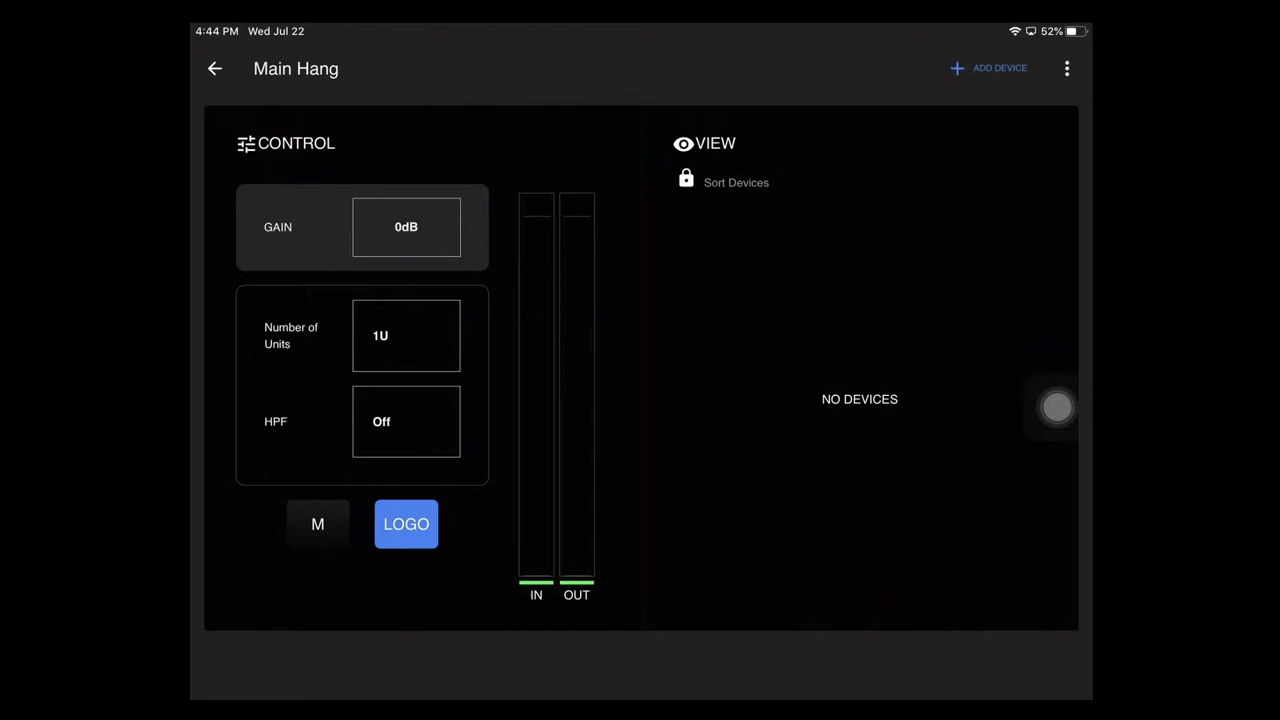 4:44 PM Wed Jul 22
52%
Main Hang
ADD DEVICE
CONTROL
GAIN
0dB
Number of
Units
1U
HPF
Off
M
LOGO
IN
OUT
VIEW
Sort Devices
NO DEVICES